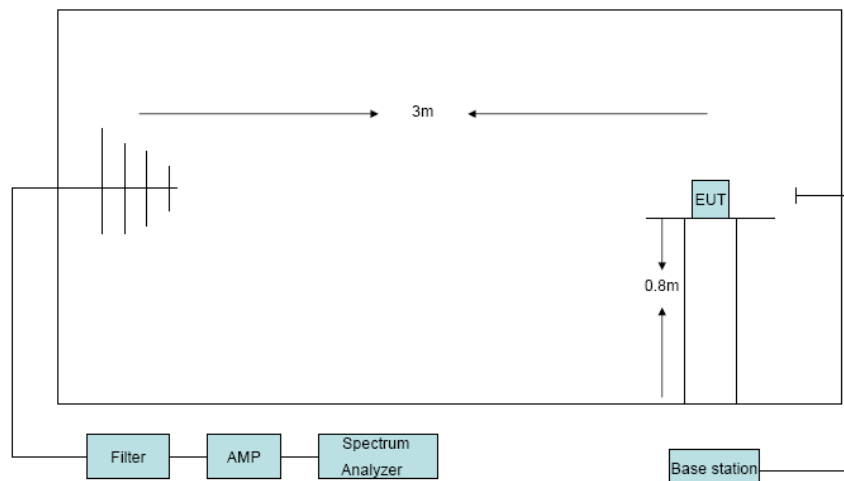 3m
EUT
0.8m
Filter
AMP
Spectrum
Analyzer
Base station